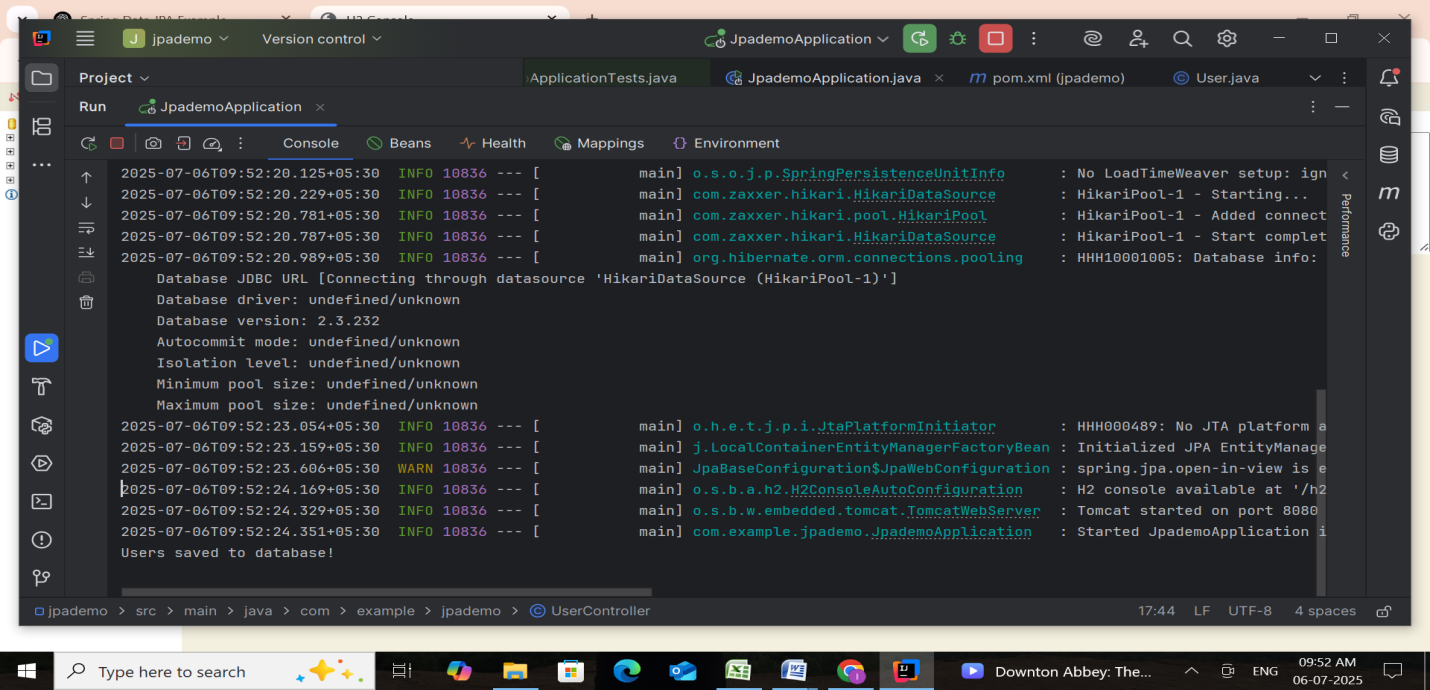 Spring Data JPA Example
H2 Console
J jpademo Version control JpademoApplication
Project ApplicationTests.java JpademoApplication.java pom.xml (jpademo) User.java
Run JpademoApplication
Console Beans Health Mappings Environment
2025-07-06T09:52:20.125+05:30 INFO 10836 --- [ main] o.s.o.j.p.SpringPersistenceUnitInfo : No LoadTimeWeaver setup: ign
2025-07-06T09:52:20.229+05:30 INFO 10836 --- [ main] com.zaxxer.hikari.HikariDataSource : HikariPool-1 - Starting...
2025-07-06T09:52:20.781+05:30 INFO 10836 --- [ main] com.zaxxer.hikari.pool.HikariPool : HikariPool-1 - Added connect
2025-07-06T09:52:20.787+05:30 INFO 10836 --- [ main] com.zaxxer.hikari.HikariDataSource : HikariPool-1 - Start complet
2025-07-06T09:52:20.989+05:30 INFO 10836 --- [ main] org.hibernate.orm.connections.pooling : HHH10001005: Database info:
Database JDBC URL [Connecting through datasource 'HikariDataSource (HikariPool-1)']
Database driver: undefined/unknown
Database version: 2.3.232
Autocommit mode: undefined/unknown
Isolation level: undefined/unknown
Minimum pool size: undefined/unknown
Maximum pool size: undefined/unknown
2025-07-06T09:52:23.054+05:30 INFO 10836 --- [ main] o.h.e.t.j.p.i.JtaPlatformInitiator : HHH000489: No JTA platform a
2025-07-06T09:52:23.159+05:30 INFO 10836 --- [ main] j.LocalContainerEntityManagerFactoryBean : Initialized JPA EntityManage
2025-07-06T09:52:23.606+05:30 WARN 10836 --- [ main] JpaBaseConfiguration$JpaWebConfiguration : spring.jpa.open-in-view is e
2025-07-06T09:52:24.169+05:30 INFO 10836 --- [ main] o.s.b.a.h2.H2ConsoleAutoConfiguration : H2 console available at '/h2
2025-07-06T09:52:24.329+05:30 INFO 10836 --- [ main] o.s.b.w.embedded.tomcat.TomcatWebServer : Tomcat started on port 8080
2025-07-06T09:52:24.351+05:30 INFO 10836 --- [ main] com.example.jpademo.JpademoApplication : Started JpademoApplication i
Users saved to database!
Performance
jpademo > src > main > java > com > example > jpademo > UserController 17:44 LF UTF-8 4 spaces
Type here to search Downton Abbey: The... ENG 09:52 AM
06-07-2025